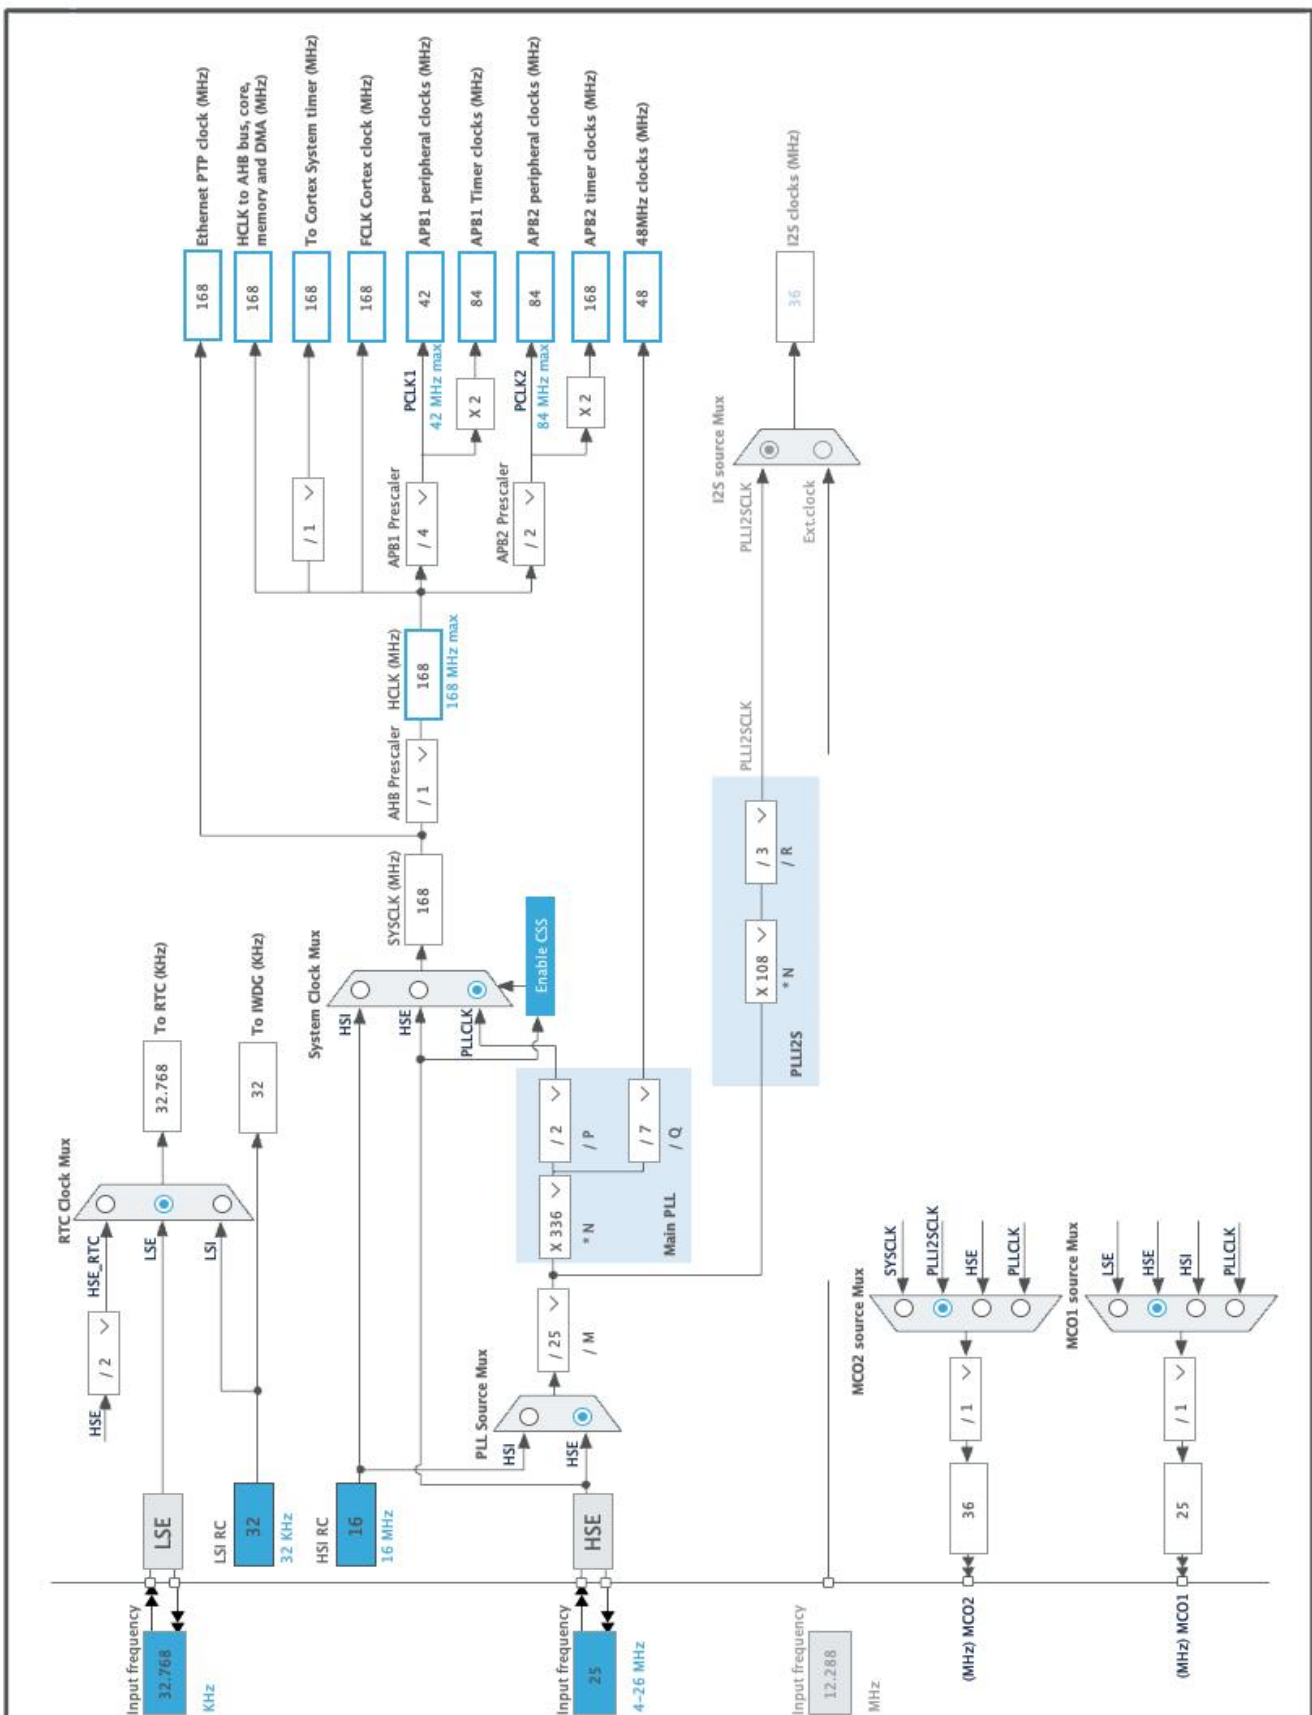 Input frequency
32.768
KHz
LSE
LSI RC
32
32 KHz
HSI RC
16
16 MHz
Input frequency
25
4-26 MHz
HSE
Input frequency
12.288
MHz
HSE
/ 2
HSE_RTC
LSE
LSI
RTC Clock Mux
32.768
To RTC (KHz)
32
To IWDG (KHz)
PLL Source Mux
HSI
HSE
/ 25
/ M
X 336
* N
/ 2
/ P
/ 7
/ Q
Main PLL
System Clock Mux
HSI
HSE
PLLCLK
Enable CSS
SYSCLK (MHz)
168
AHB Prescaler
/ 1
HCLK (MHz)
168
168 MHz max
168
Ethernet PTP clock (MHz)
168
HCLK to AHB bus, core,
memory and DMA (MHz)
/ 1
168
To Cortex System timer (MHz)
168
FCLK Cortex clock (MHz)
APB1 Prescaler
/ 4
PCLK1
42 MHz max
42
APB1 peripheral clocks (MHz)
X 2
84
APB1 Timer clocks (MHz)
APB2 Prescaler
/ 2
PCLK2
84 MHz max
84
APB2 peripheral clocks (MHz)
X 2
168
APB2 timer clocks (MHz)
48
48MHz clocks (MHz)
PLLI2S
X 108
* N
/ 3
/ R
PLLI2SCLK
PLLI2SCLK
Ext.clock
I2S source Mux
36
I2S clocks (MHz)
MCO2 source Mux
SYSCLK
PLLI2SCLK
HSE
PLLCLK
/ 1
36
(MHz) MCO2
MCO1 source Mux
LSE
HSE
HSI
PLLCLK
/ 1
25
(MHz) MCO1